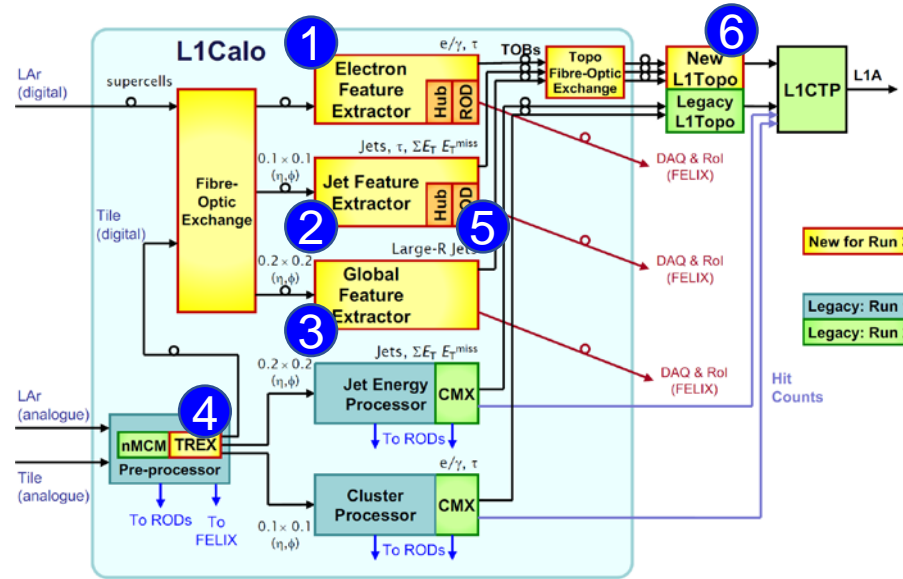 L1Calo
1
e/γ, τ
TOBs
6
LAr
(digital)
supercells
Electron
Feature
Extractor
Hub
ROD
Topo
Fibre-Optic
Exchange
New
L1Topo
Legacy
L1Topo
L1CTP
L1A
Jets, τ, ΣE_T E_T^miss
0.1 × 0.1
(η,ϕ)
Fibre-
Optic
Exchange
Jet Feature
Extractor
Hub
2
5
DAQ & RoI
(FELIX)
Tile
(digital)
Large-R Jets
0.2 × 0.2
(η,ϕ)
Global
Feature
Extractor
3
DAQ & RoI
(FELIX)
New for Run
Legacy: Run
Legacy: Run
Jets, ΣE_T E_T^miss
0.2 × 0.2
(η,ϕ)
Jet Energy
Processor
CMX
DAQ & RoI
(FELIX)
Hit
Counts
LAr
(analogue)
4
nMCM
TREX
Pre-processor
To RODs
e/γ, τ
Tile
(analogue)
To RODs
To
FELIX
0.1 × 0.1
(η,ϕ)
Cluster
Processor
CMX
To RODs